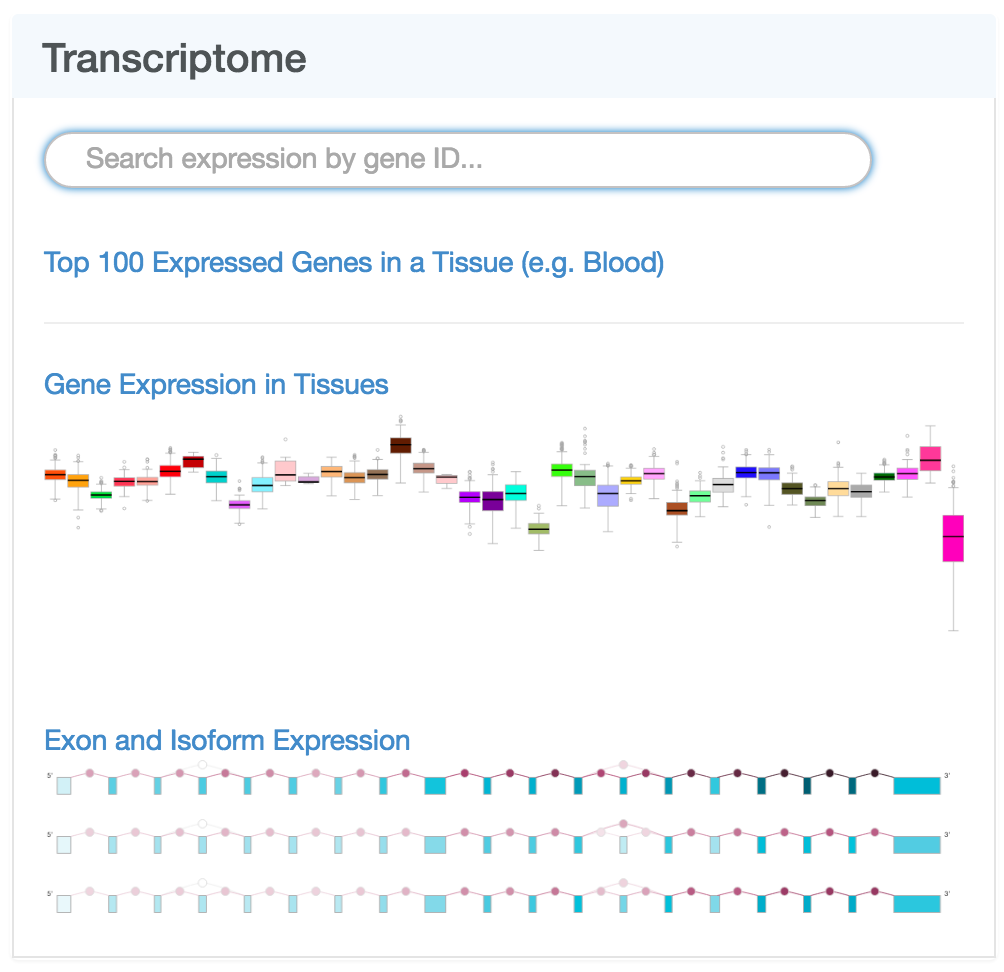 Transcriptome
Search expression by gene ID...
Top 100 Expressed Genes in a Tissue (e.g. Blood)
Gene Expression in Tissues
Exon and Isoform Expression
5' 3'
5' 3'
5' 3'